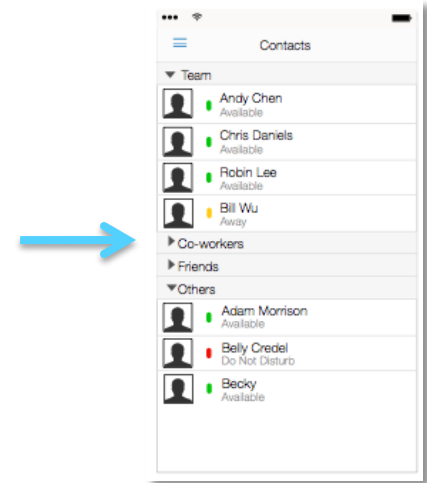 Contacts
Team
Andy Chen
Available
Chris Daniels
Available
Robin Lee
Available
Bill Wu
Away
Co-workers
Friends
Others
Adam Morrison
Available
Belly Credel
Do Not Disturb
Becky
Available